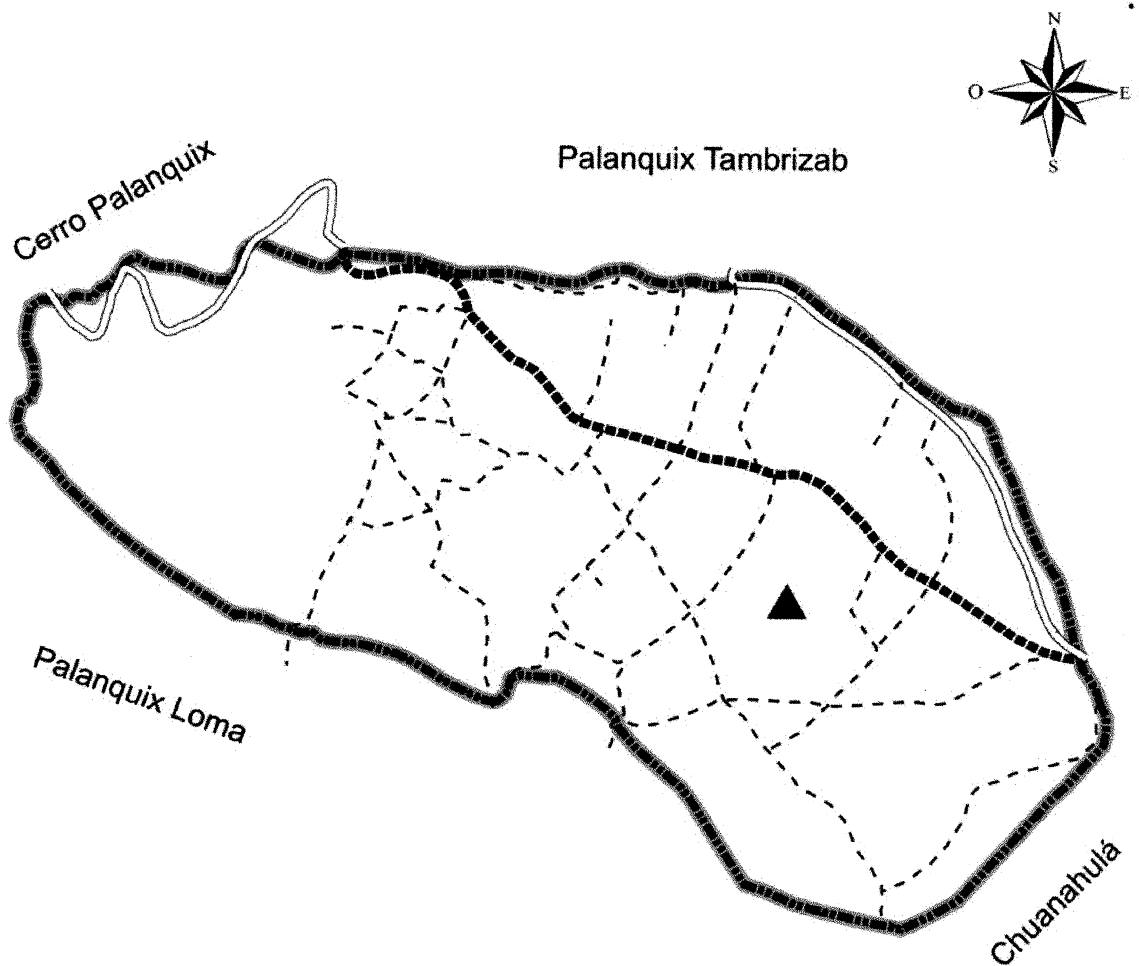 N
O E
S
Palanquix Tambrizab
Cerro Palanquix
Palanquix Loma
Chuanahulá